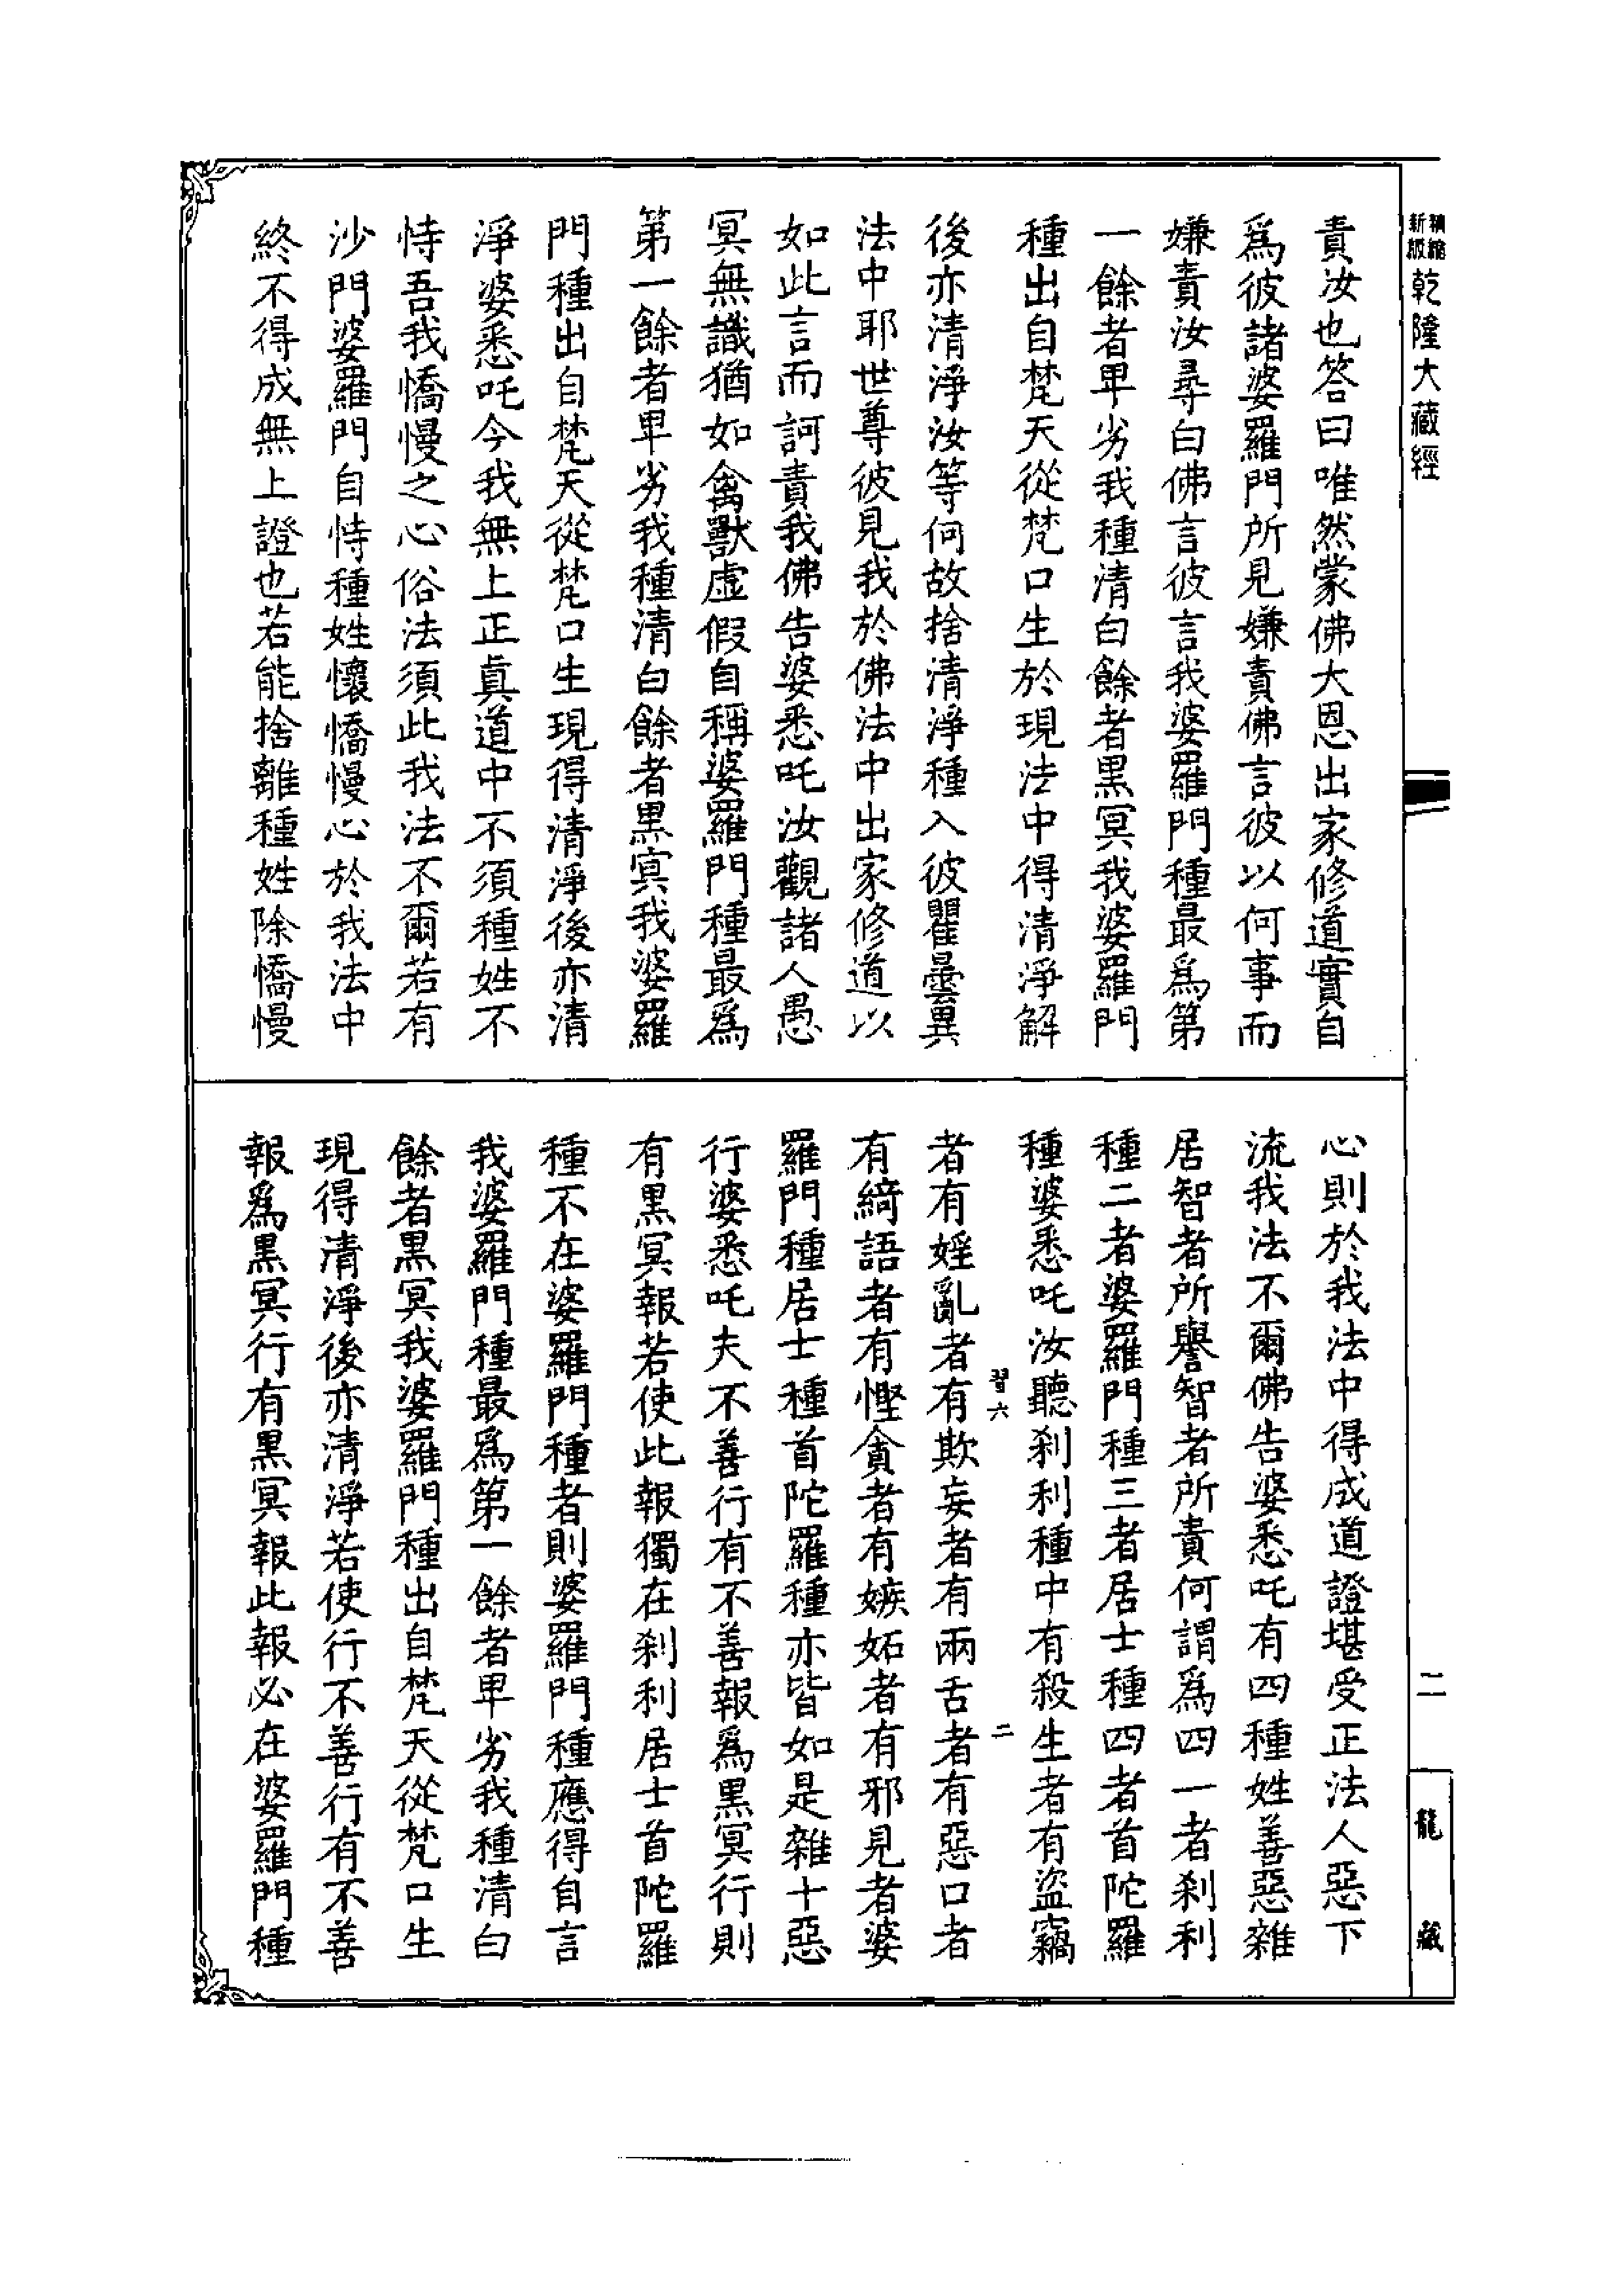 精縮
新版
乾隆大藏經
責汝也答曰唯然蒙佛大恩出家修道實自
爲彼諸婆羅門所見嫌責佛言彼以何事而
嫌責汝尋白佛言彼言我婆羅門種最爲第
一餘者卑劣我種清白餘者黑冥我婆羅門
種出自梵天從梵口生於現法中得清淨解
後亦清淨汝等何故捨清淨種入彼瞿曇異
法中耶世尊彼見我於佛法中出家修道以
如此言而訶責我佛告婆悉吒汝觀諸人愚
冥無識猶如禽獸虛假自稱婆羅門種最爲
第一餘者卑劣我種清白餘者黑冥我婆羅
門種出自梵天從梵口生現得清淨後亦清
淨婆悉吒今我無上正真道中不須種姓不
恃吾我憍慢之心俗法須此我法不爾若有
沙門婆羅門自恃種姓懷憍慢心於我法中
終不得成無上證也若能捨離種姓除憍慢
心則於我法中得成道證堪受正法人惡下
流我法不爾佛告婆悉吒有四種姓善惡雜
居智者所譽智者所責何謂爲四一者刹利
種二者婆羅門種三者居士種四者首陀羅
種婆悉吒汝聽刹利種中有殺生者有盜竊
習六 二
者有婬亂者有欺妄者有兩舌者有惡口者
有綺語者有慳貪者有嫉妬者有邪見者婆
羅門種居士種首陀羅種亦皆如是雜十惡
行婆悉吒夫不善行有不善報爲黑冥行則
有黑冥報若使此報獨在刹利居士首陀羅
種不在婆羅門種者則婆羅門種應得自言
我婆羅門種最爲第一餘者卑劣我種清白
餘者黑冥我婆羅門種出自梵天從梵口生
現得清淨後亦清淨若使行不善行有不善
報爲黑冥行有黑冥報此報必在婆羅門種
二
龍藏